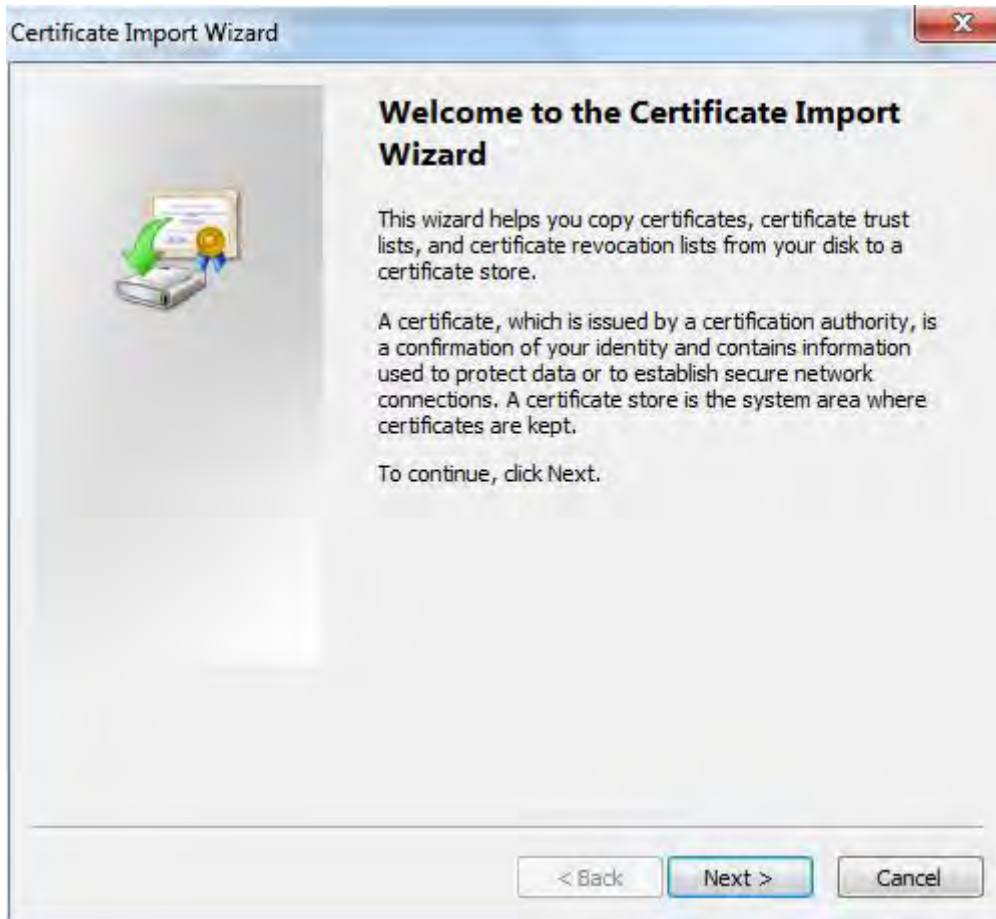 Certificate Import Wizard
Welcome to the Certificate Import
Wizard
This wizard helps you copy certificates, certificate trust
lists, and certificate revocation lists from your disk to a
certificate store.
A certificate, which is issued by a certification authority, is
a confirmation of your identity and contains information
used to protect data or to establish secure network
connections. A certificate store is the system area where
certificates are kept.
To continue, click Next.
< Back Next > Cancel